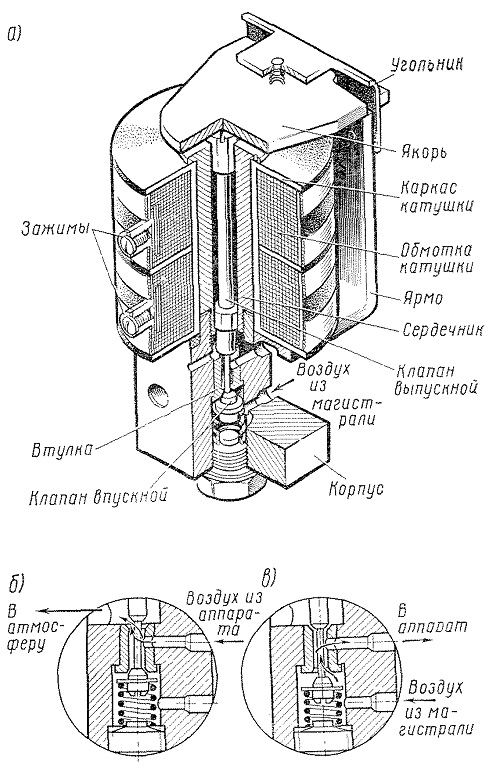 а)
Угольник
Якорь
Каркас
катушки
Зажимы
Обмотка
катушки
Ярмо
Сердечник
Клапан
выпускной
Воздух
из
магист-
рали
Втулка
Клапан впускной
Корпус
б)
В
атмос-
феру
Воздух из
аппара-
та
в)
В
аппарат
Воздух
из ма-
гистрали